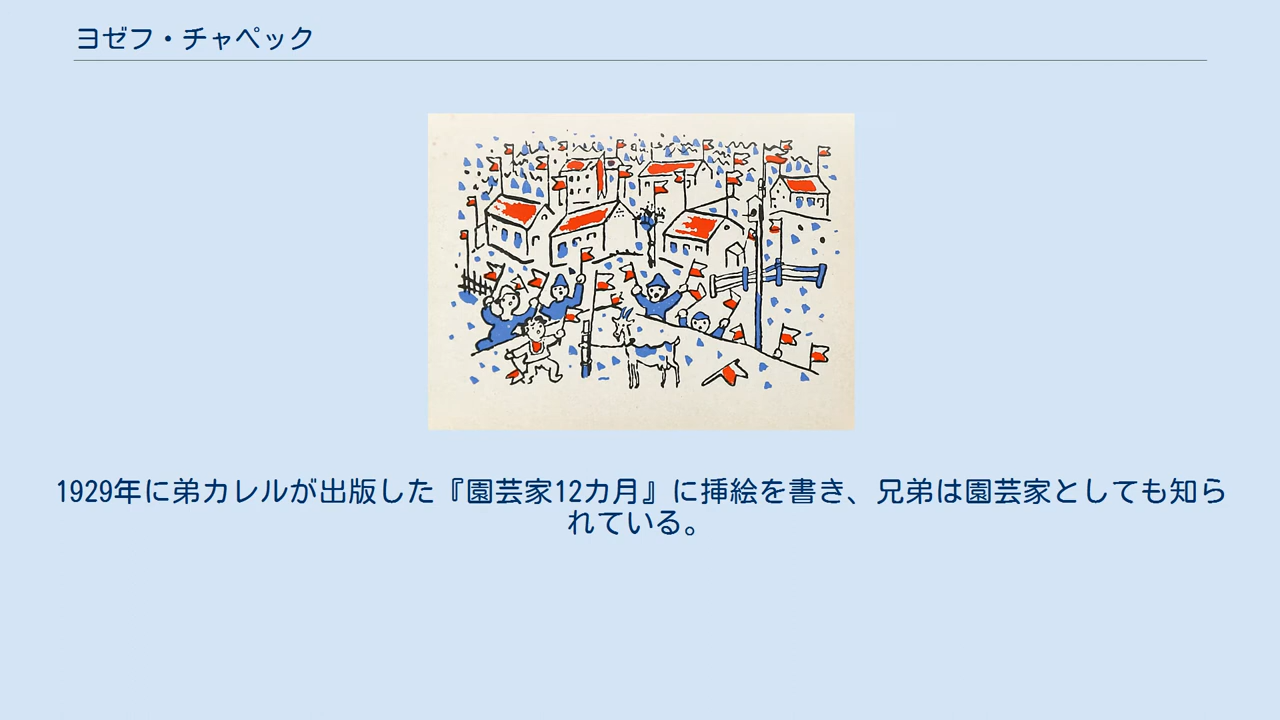 ヨゼフ・チャペック
1929年に弟カレルが出版した『園芸家12カ月』に挿絵を書き、兄弟は園芸家としても知ら
れている。